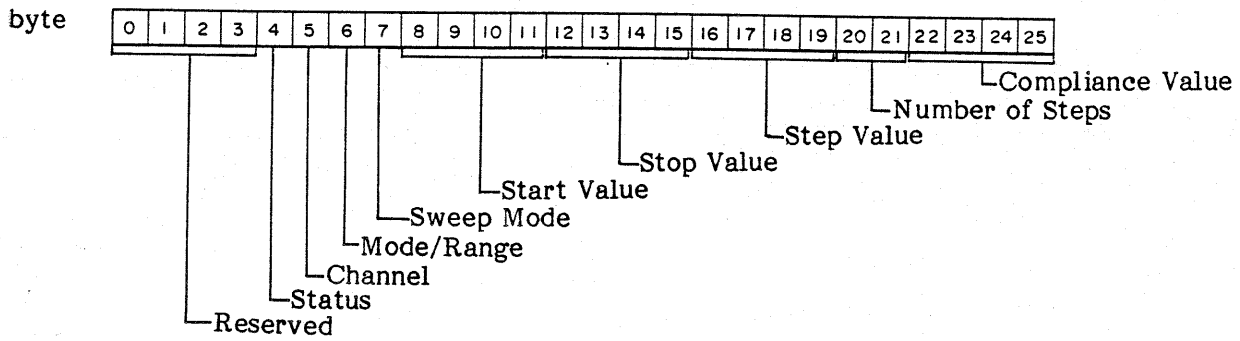 byte 0 1 2 3 4 5 6 7 8 9 10 11 12 13 14 15 16 17 18 19 20 21 22 23 24 25
Compliance Value
Number of Steps
Step Value
Stop Value
Start Value
Sweep Mode
Mode/Range
Channel
Status
Reserved